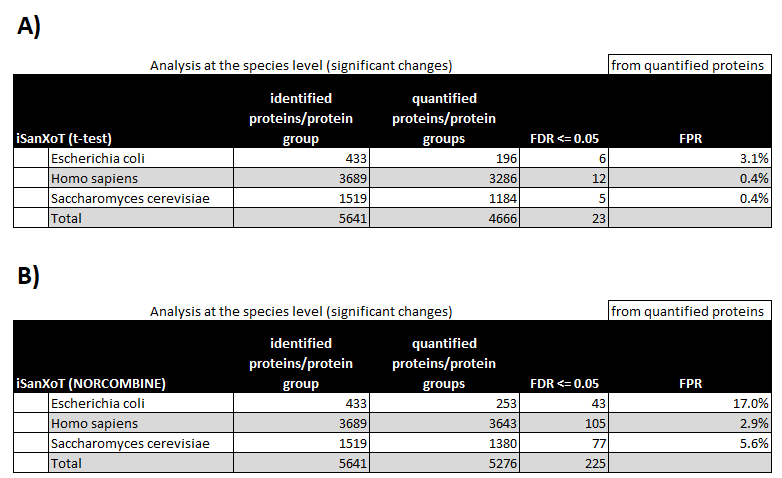 A)
Analysis at the species level (significant changes) from quantified proteins
identified quantified
proteins/protein proteins/protein
iSanXoT (t-test) group groups FDR <= 0.05 FPR
Escherichia coli 433 196 6 3.1%
Homo sapiens 3689 3286 12 0.4%
Saccharomyces cerevisiae 1519 1184 5 0.4%
Total 5641 4666 23
B)
Analysis at the species level (significant changes) from quantified proteins
identified quantified
proteins/protein proteins/protein
iSanXoT (NORCOMBINE) group groups FDR <= 0.05 FPR
Escherichia coli 433 253 43 17.0%
Homo sapiens 3689 3643 105 2.9%
Saccharomyces cerevisiae 1519 1380 77 5.6%
Total 5641 5276 225